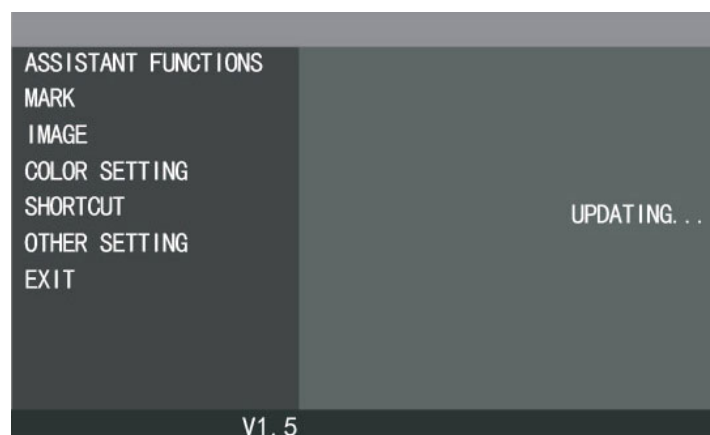 ASSISTANT FUNCTIONS
MARK
IMAGE
COLOR SETTING
SHORTCUT
UPDATING...
OTHER SETTING
EXIT
V1.5